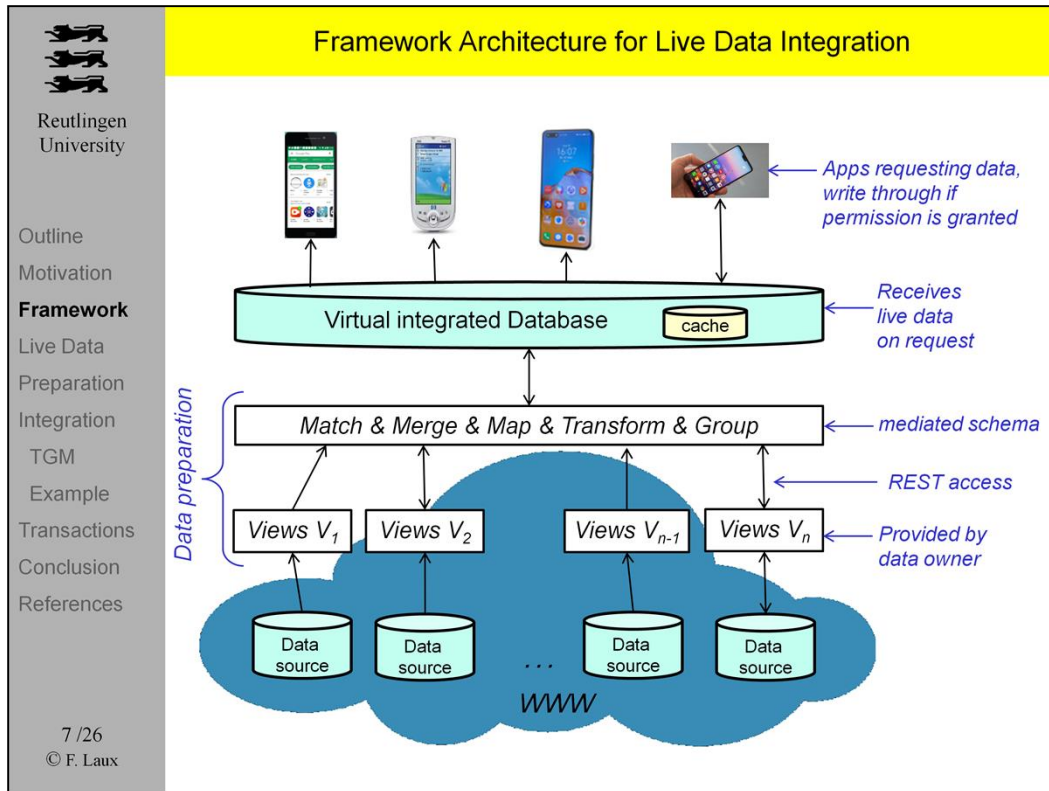 Reutlingen
University
Outline
Motivation
Framework
Live Data
Preparation
Integration
TGM
Example
Transactions
Conclusion
References
7 /26
© F. Laux
Framework Architecture for Live Data Integration
16:07
Apps requesting data,
write through if
permission is granted
Virtual integrated Database
cache
Receives
live data
on request
Data preparation
Match & Merge & Map & Transform & Group
mediated schema
REST access
Views V1
Views V2
Views Vn-1
Views Vn
Provided by
data owner
Data
source
Data
source
...
Data
source
Data
source
WWW